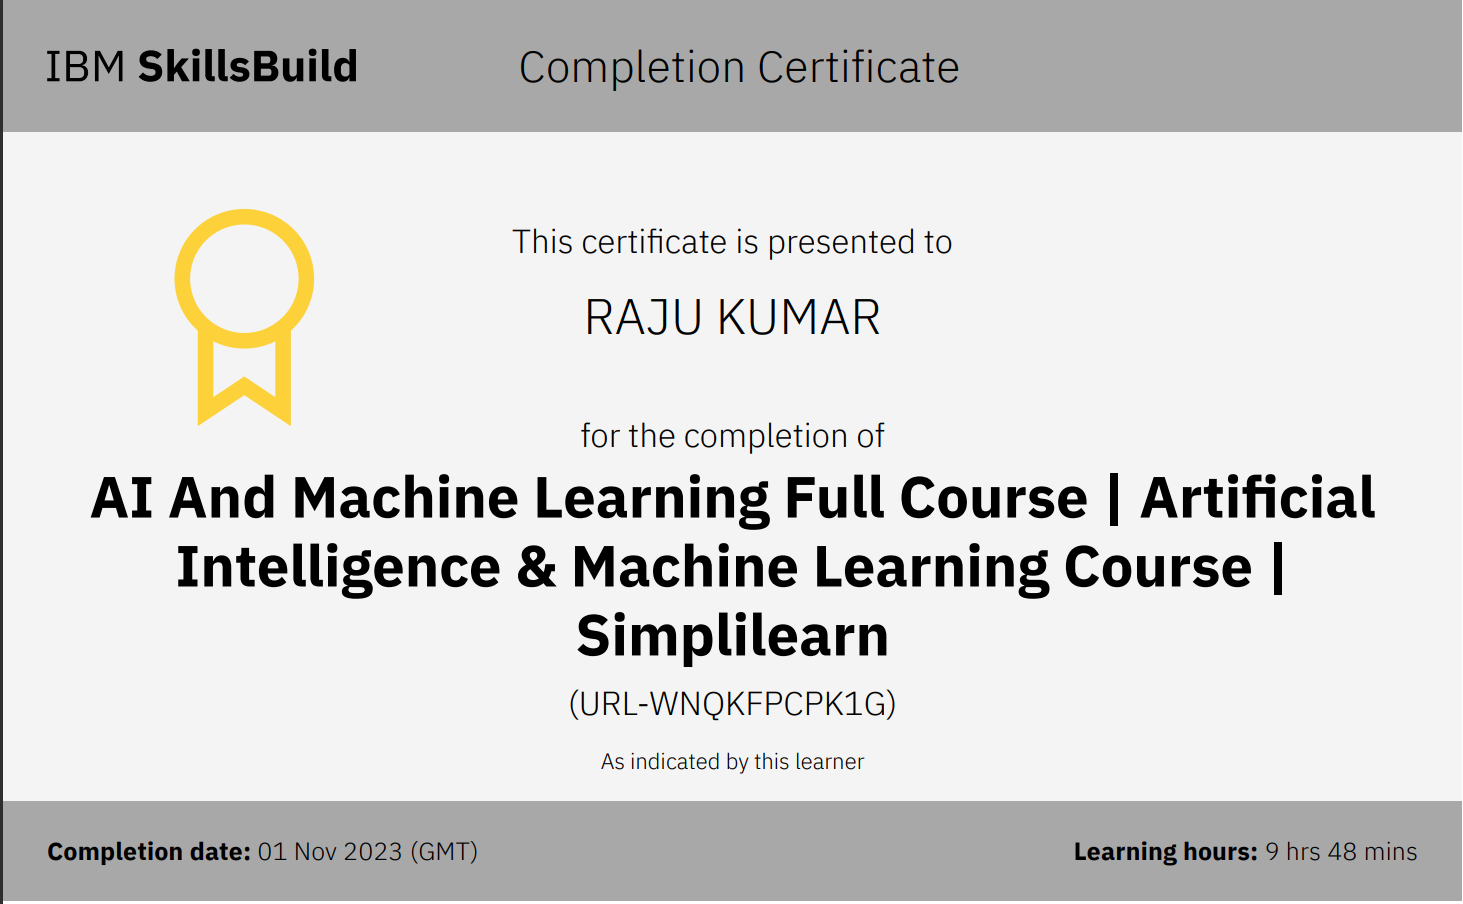 IBM SkillsBuild
Completion Certificate
This certificate is presented to
RAJU KUMAR
for the completion of
AI And Machine Learning Full Course | Artificial
Intelligence & Machine Learning Course |
Simplilearn
(URL-WNQKFPCPK1G)
As indicated by this learner
Completion date: 01 Nov 2023 (GMT)
Learning hours: 9 hrs 48 mins